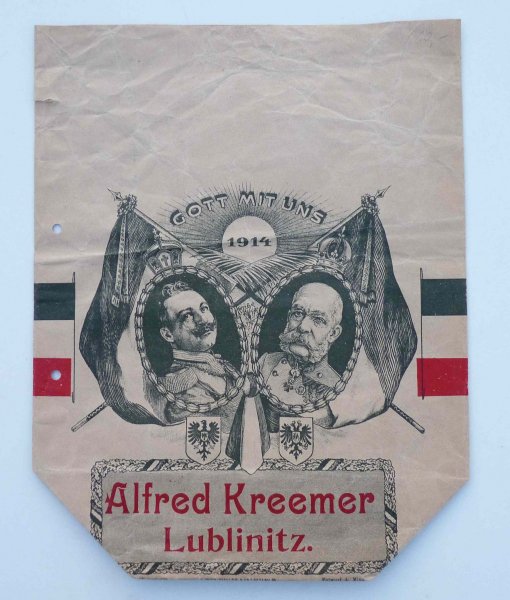 GOTT MIT UNS
1914
Alfred Kreemer
Lublinitz.